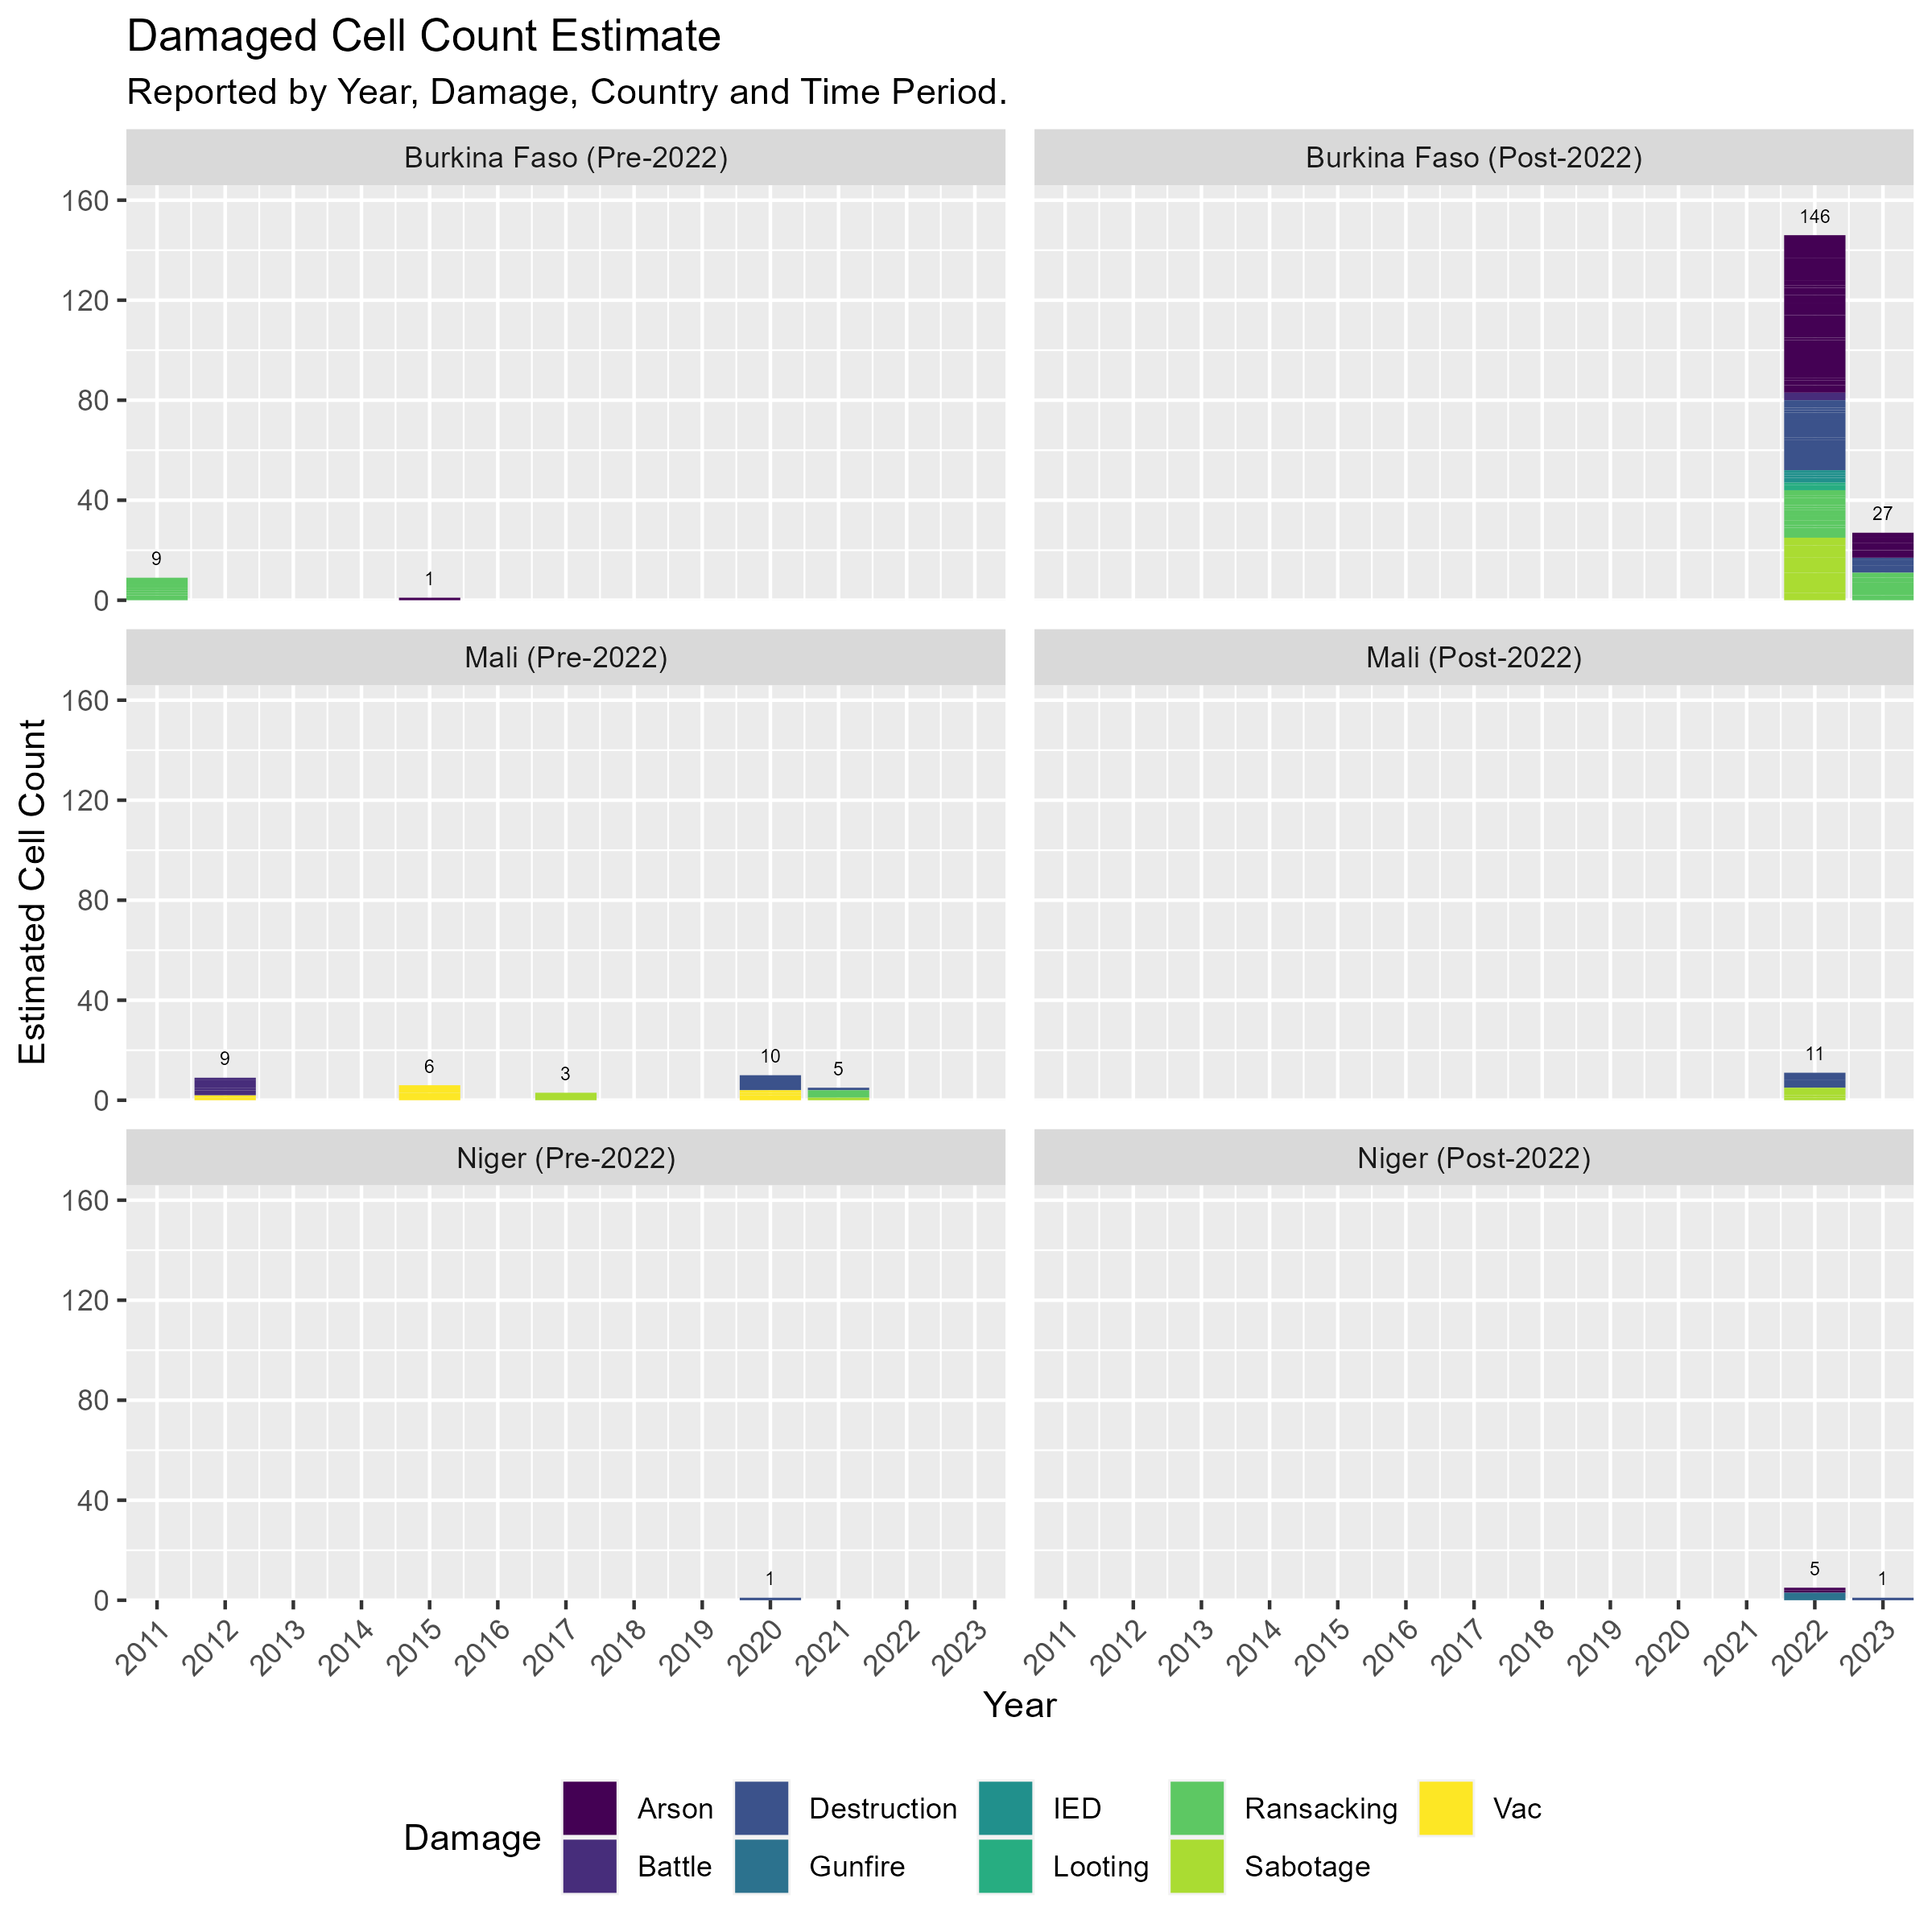 Damaged Cell Count Estimate
Reported by Year, Damage, Country and Time Period.
Burkina Faso (Pre-2022)
Burkina Faso (Post-2022)
160
120
80
40
0
9
1
146
27
Mali (Pre-2022)
Mali (Post-2022)
160
120
80
40
0
9
6
3
10
5
11
Niger (Pre-2022)
Niger (Post-2022)
160
120
80
40
0
1
5
1
Estimated Cell Count
2011 2012 2013 2014 2015 2016 2017 2018 2019 2020 2021 2022 2023
2011 2012 2013 2014 2015 2016 2017 2018 2019 2020 2021 2022 2023
Year
Damage
Arson Destruction IED Ransacking Vac
Battle Gunfire Looting Sabotage